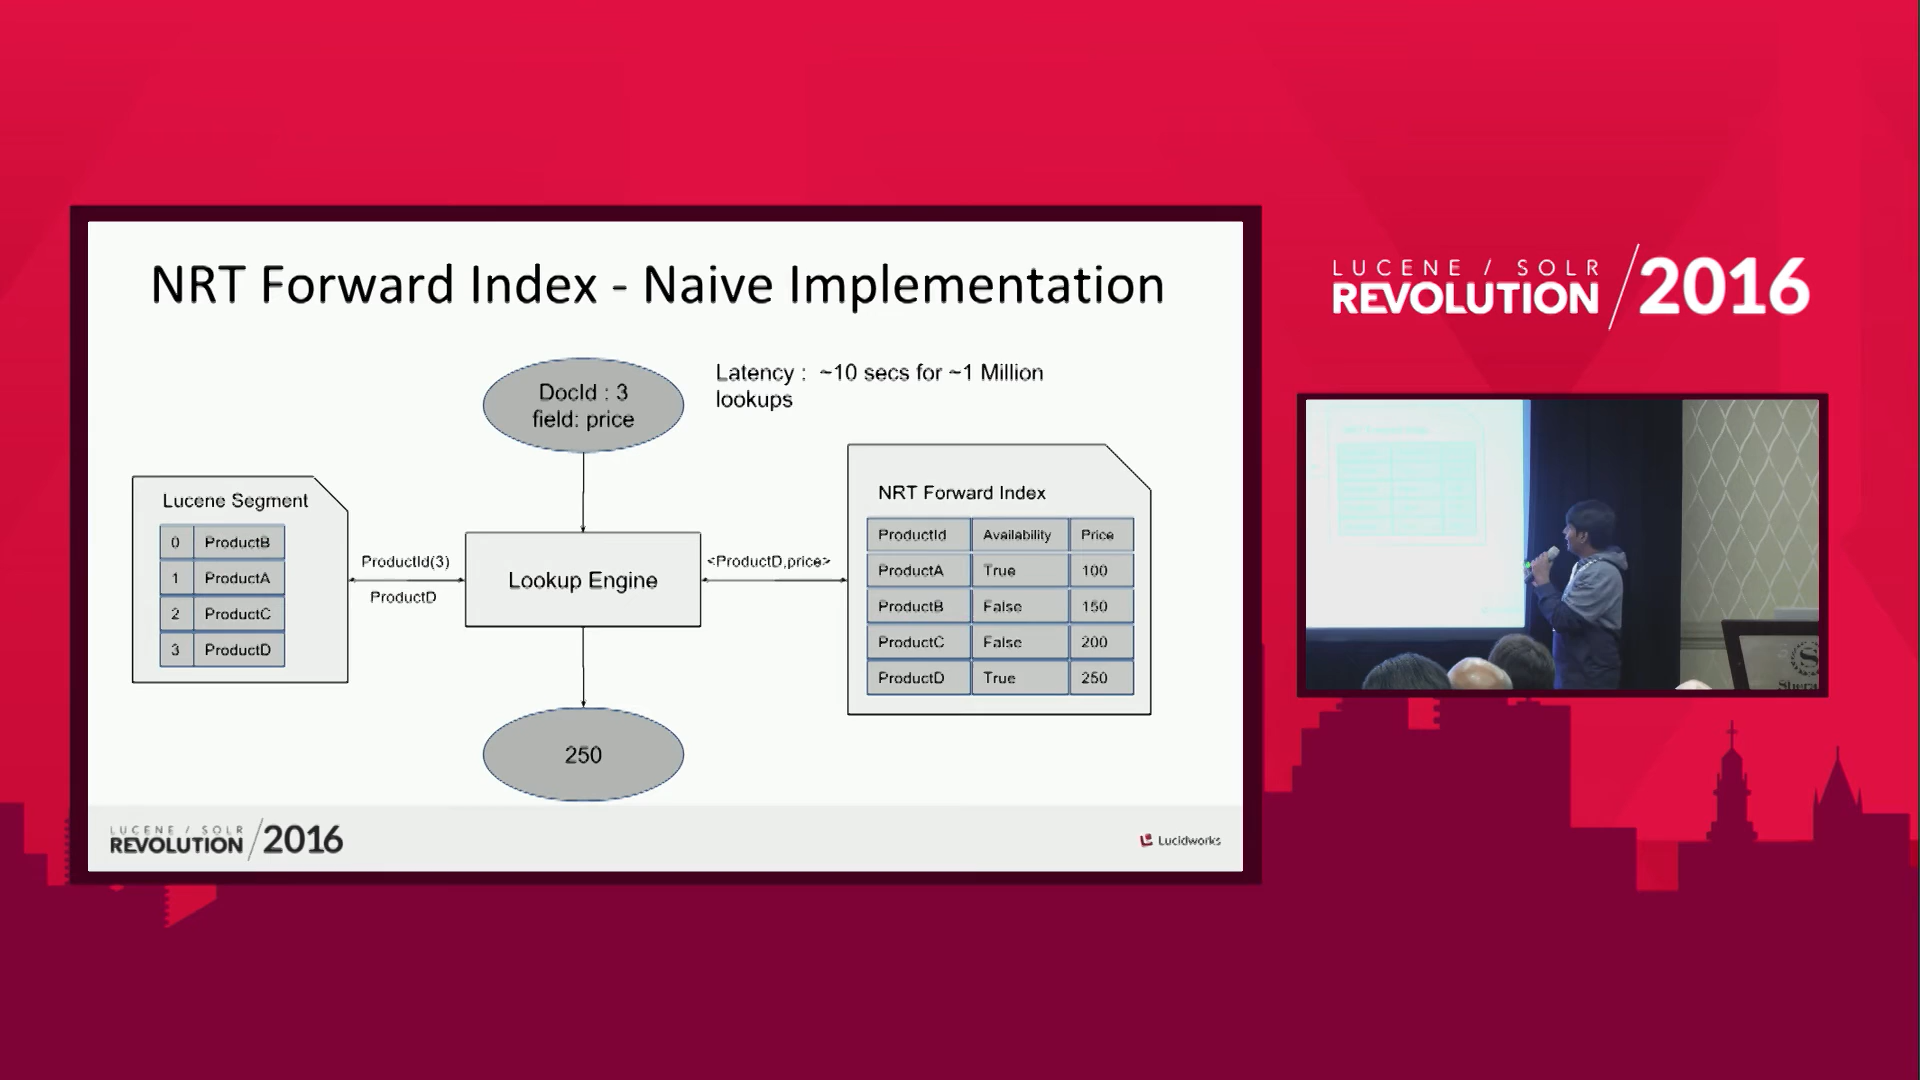 NRT Forward Index - Naive Implementation
DocId : 3
field: price
Latency : ~10 secs for ~1 Million
lookups
Lucene Segment
0 ProductB
1 ProductA
2 ProductC
3 ProductD
ProductId(3)
ProductD
Lookup Engine
<ProductD,price>
NRT Forward Index
ProductId Availability Price
ProductA True 100
ProductB False 150
ProductC False 200
ProductD True 250
250
LUCENE / SOLR
REVOLUTION / 2016
Lucidworks
LUCENE / SOLR
REVOLUTION / 2016